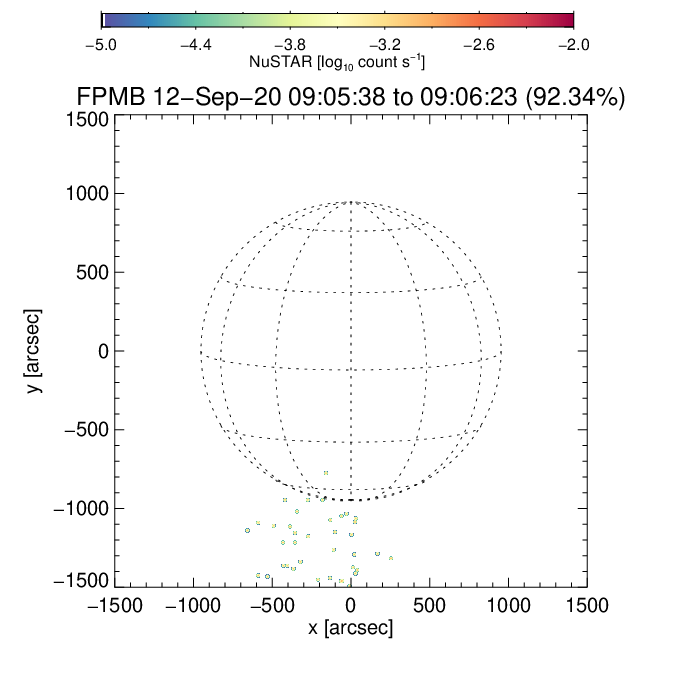 −5.0 −4.4 −3.8 −3.2 −2.6 −2.0
NuSTAR [log₁₀ count s⁻¹]
FPMB 12−Sep−20 09:05:38 to 09:06:23 (92.34%)
1500
1000
500
0
−500
−1000
−1500
y [arcsec]
−1500 −1000 −500 0 500 1000 1500
x [arcsec]